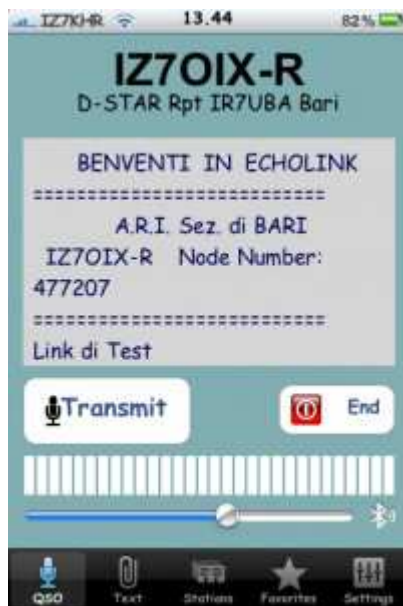 IZ7KHR 13.44 82%
IZ7OIX-R
D-STAR Rpt IR7UBA Bari
BENVENTI IN ECHOLINK
===========================
A.R.I. Sez. di BARI
IZ7OIX-R Node Number:
477207
===========================
Link di Test
Transmit End
QSO Text Stations Favorites Settings